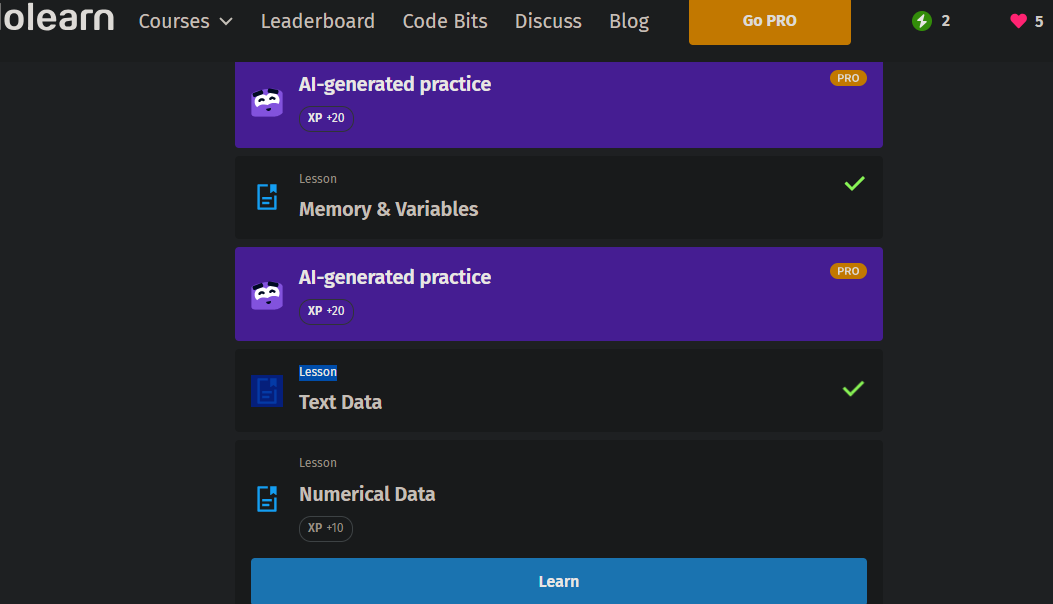 olearn Courses Leaderboard Code Bits Discuss Blog Go PRO 2 5
AI-generated practice PRO
XP +20
Lesson
Memory & Variables
AI-generated practice PRO
XP +20
Lesson
Text Data
Lesson
Numerical Data
XP +10
Learn